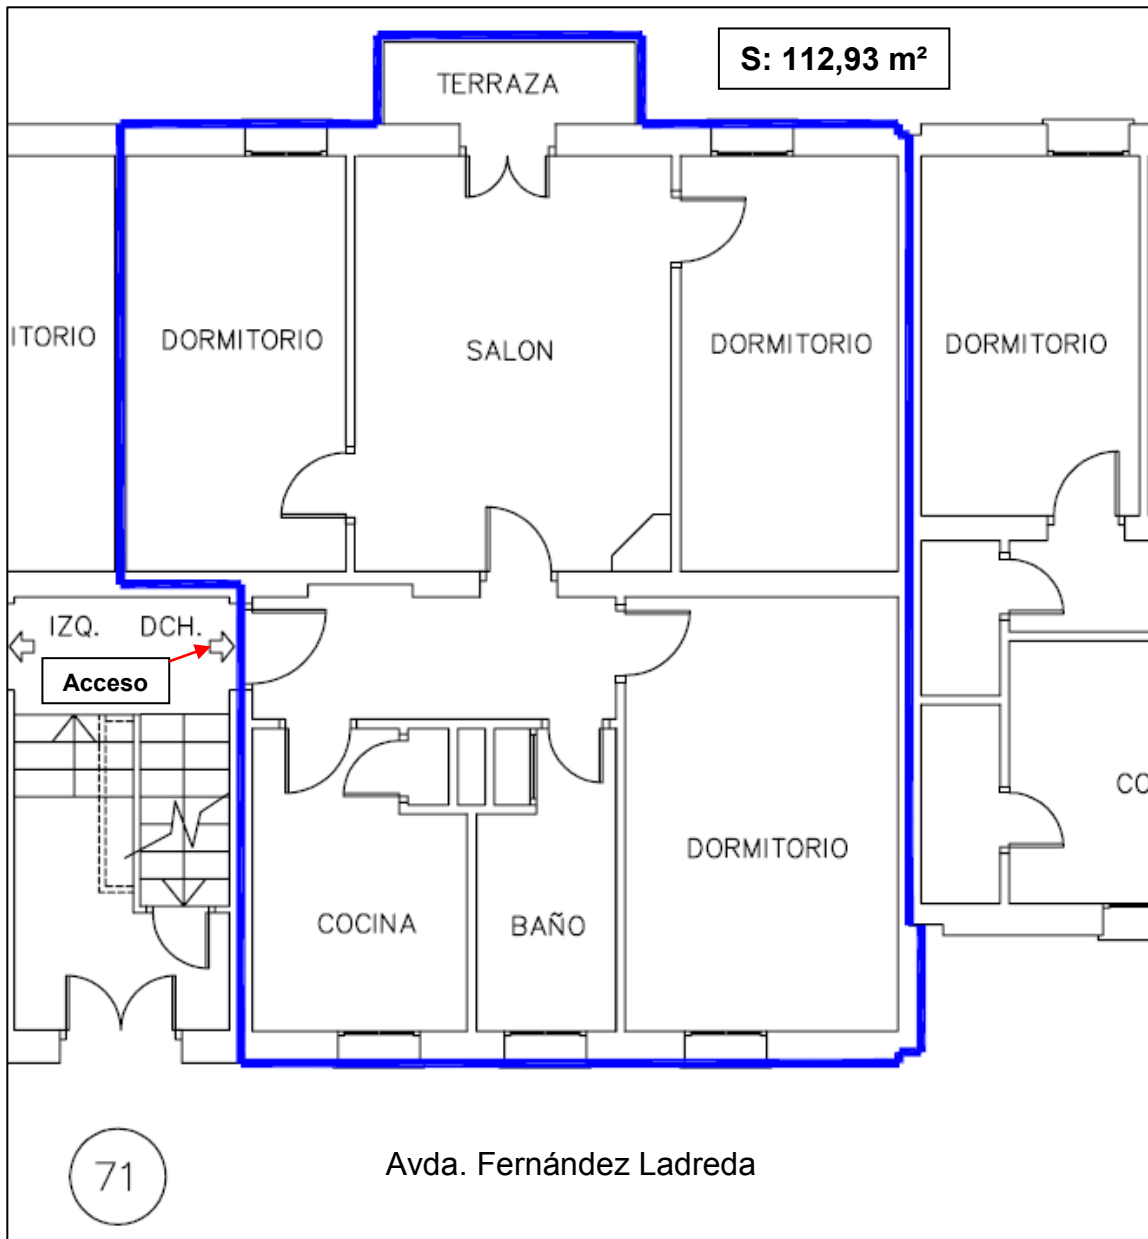 S: 112,93 m²
TERRAZA
ITORIO
DORMITORIO
SALON
DORMITORIO
DORMITORIO
IZQ.
DCH.
Acceso
CO
DORMITORIO
COCINA
BAÑO
71
Avda. Fernández Ladreda